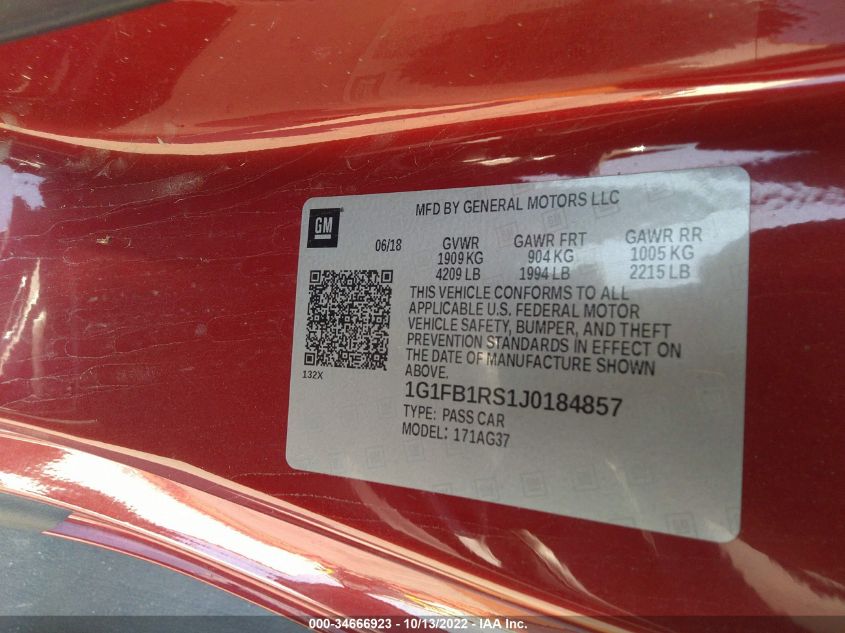 MFD BY GENERAL MOTORS LLC
GM
06/18 GVWR GAWR FRT GAWR RR
1909 KG 904 KG 1005 KG
4209 LB 1994 LB 2215 LB
THIS VEHICLE CONFORMS TO ALL
APPLICABLE U.S. FEDERAL MOTOR
VEHICLE SAFETY, BUMPER, AND THEFT
PREVENTION STANDARDS IN EFFECT ON
THE DATE OF MANUFACTURE SHOWN
ABOVE.
132X
1G1FB1RS1J0184857
TYPE: PASS CAR
MODEL: 171AG37
000-34666923 - 10/13/2022 - IAAI.COM